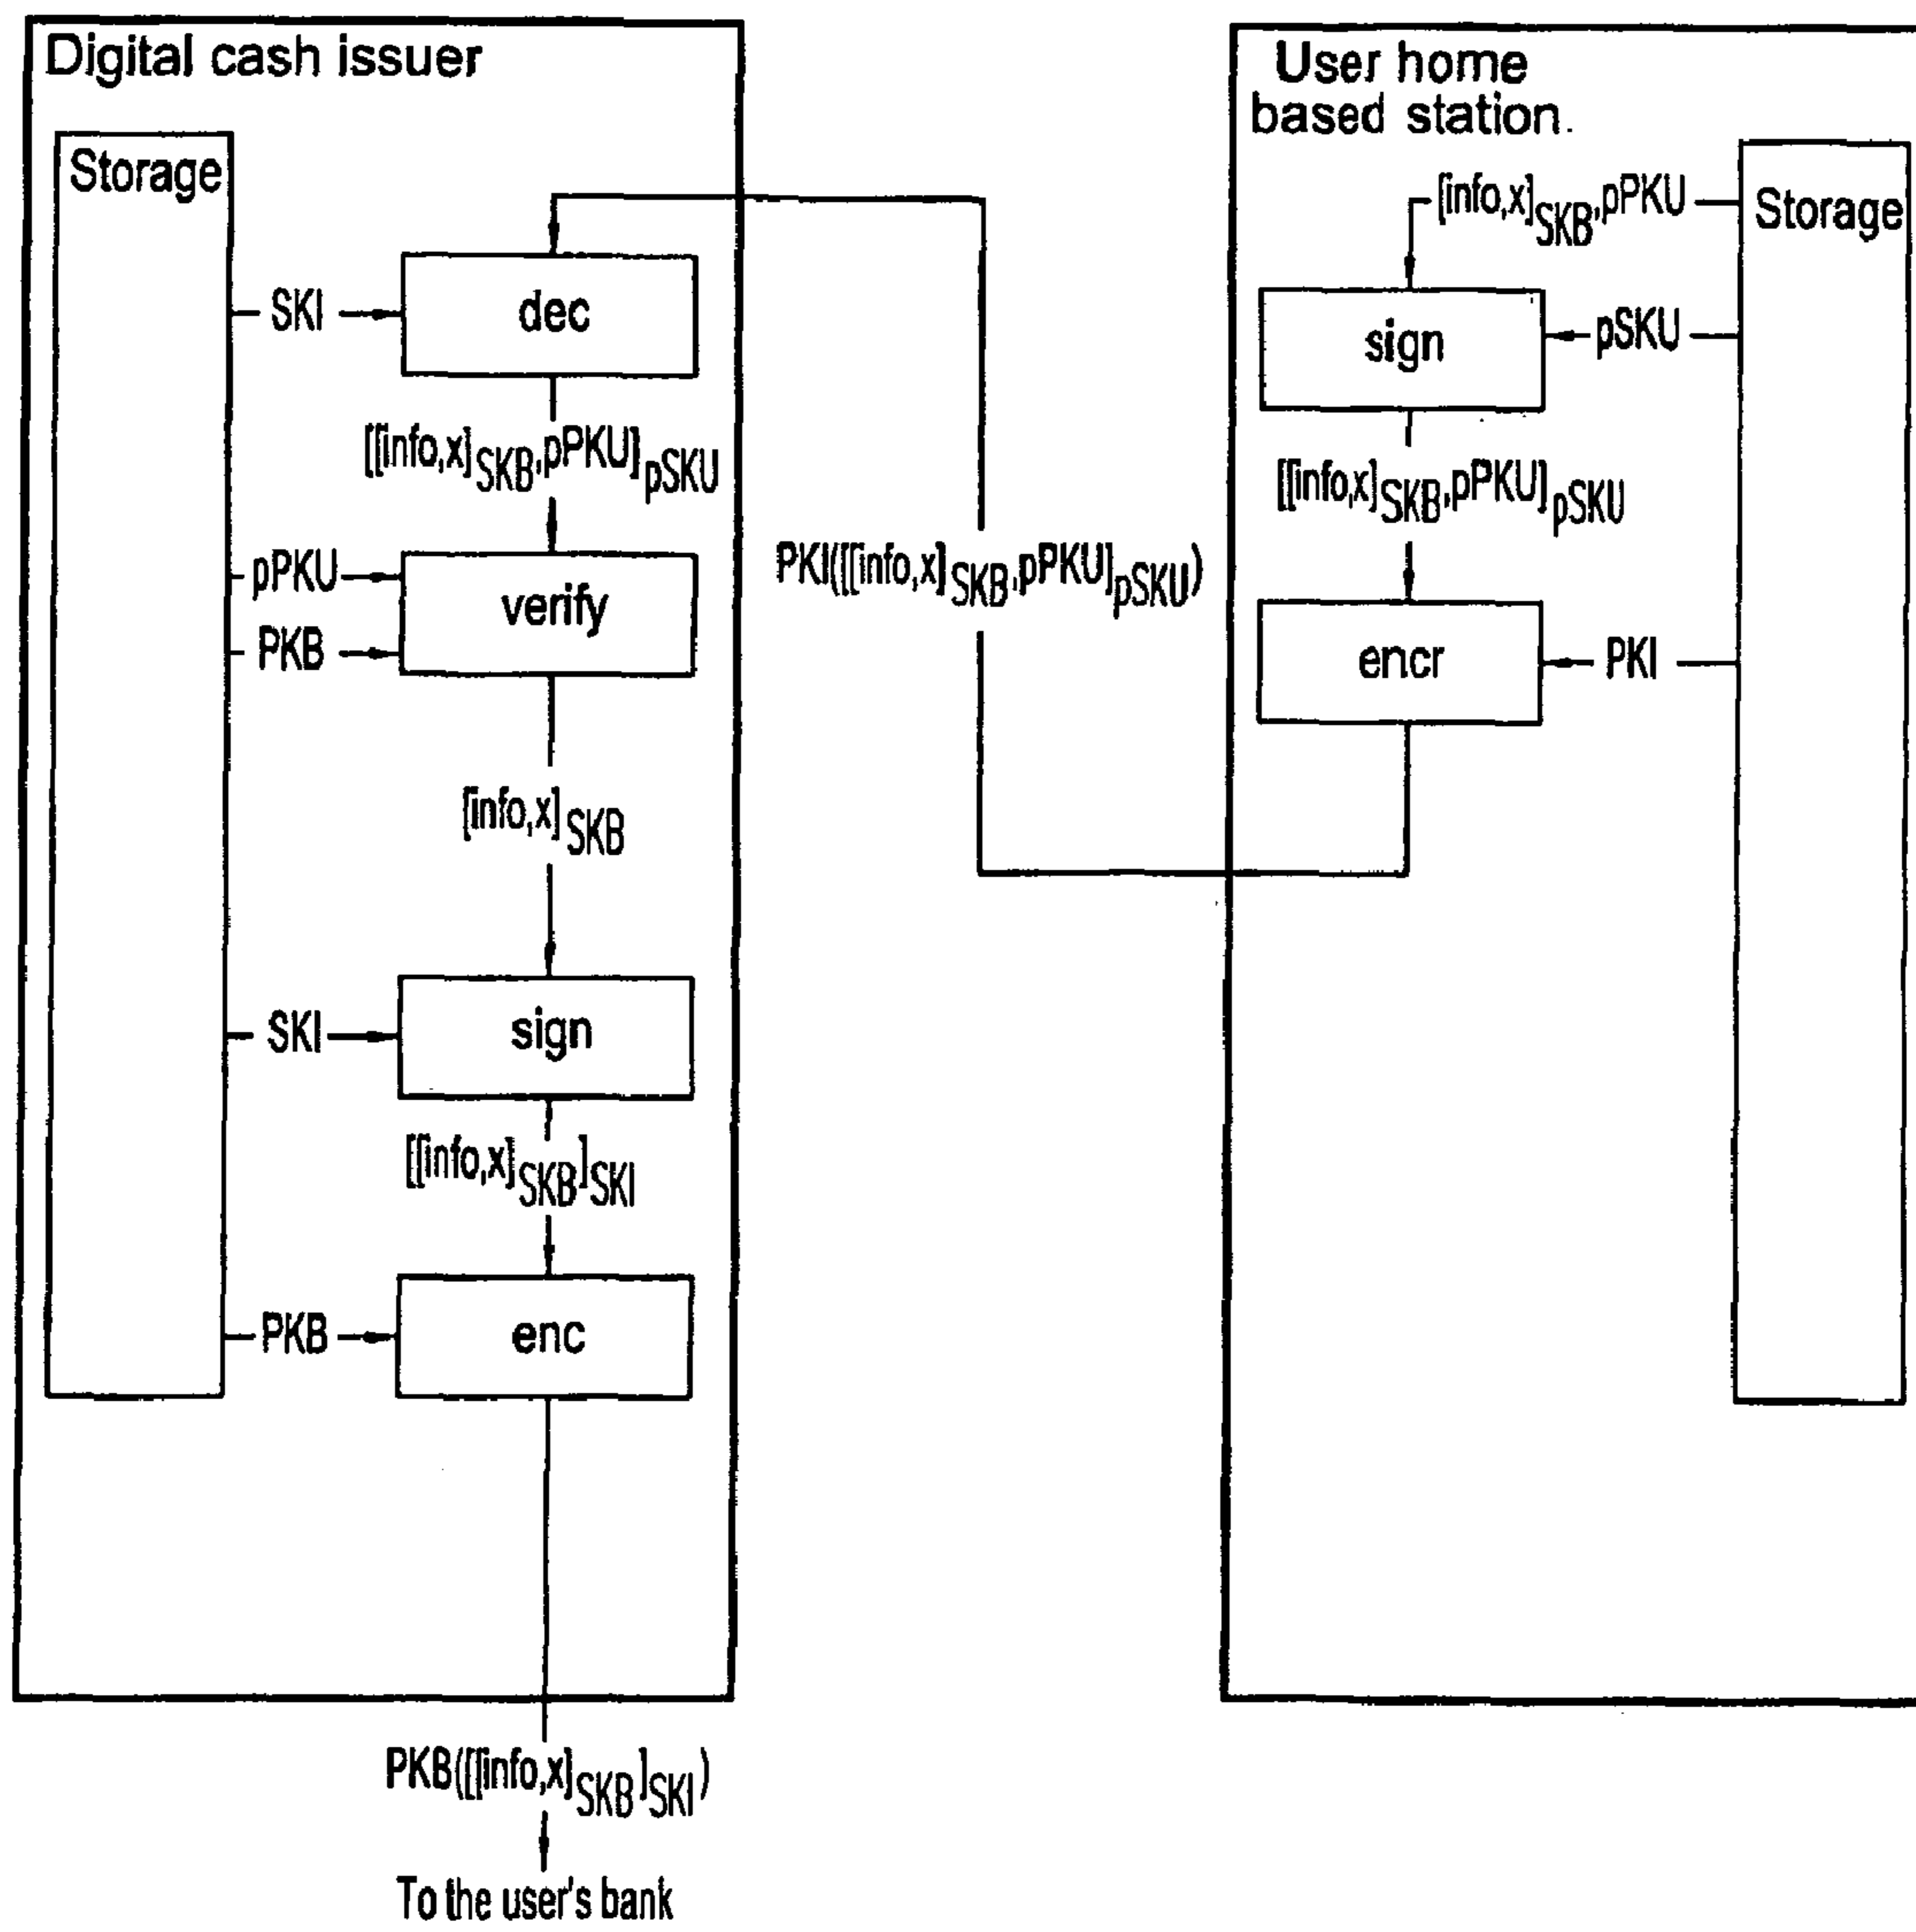 Digital cash issuer
Storage
SKI
dec
[[info,x]SKB,pPKU]pSKU
pPKU
PKB
verify
[info,x]SKB
SKI
sign
[[info,x]SKB]SKI
PKB
enc
PKB([[info,x]SKB]SKI)
To the user's bank
PKI([[info,x]SKB,pPKU]pSKU)
User home
based station.
[info,x]SKB,pPKU
Storage
sign
pSKU
[[info,x]SKB,pPKU]pSKU
encr
PKI